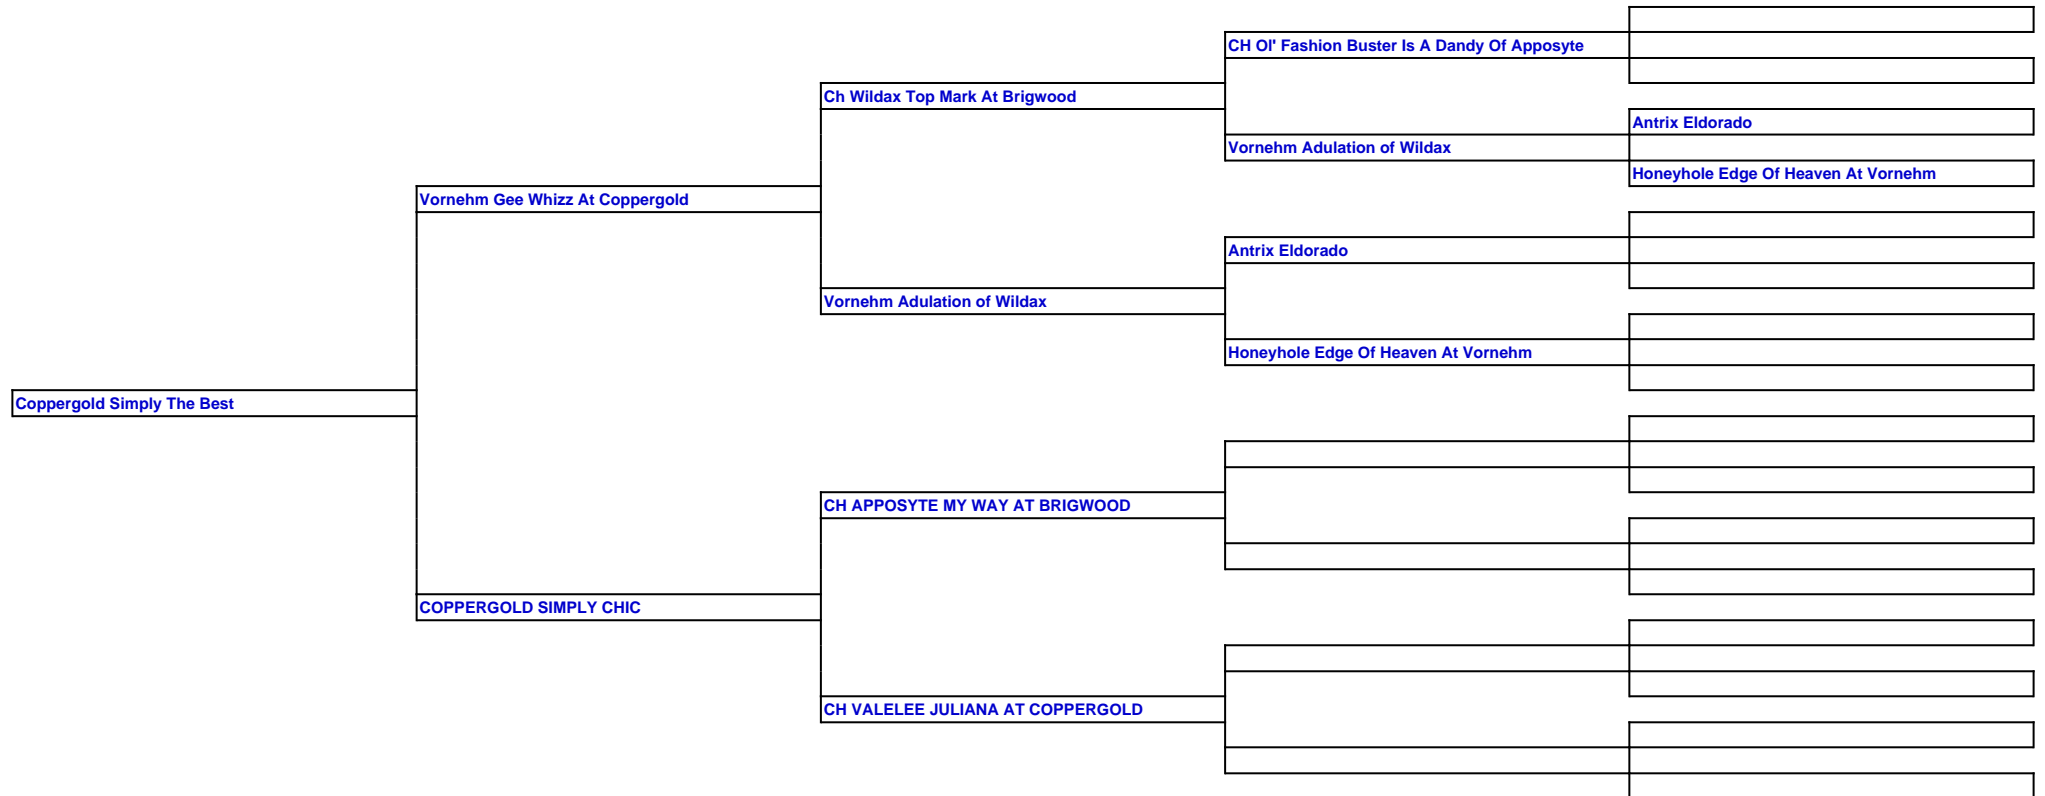 CH Ol' Fashion Buster Is A Dandy Of Apposyte
Ch Wildax Top Mark At Brigwood
Antrix Eldorado
Vornehm Adulation of Wildax
Honeyhole Edge Of Heaven At Vornehm
Vornehm Gee Whizz At Coppergold
Antrix Eldorado
Vornehm Adulation of Wildax
Honeyhole Edge Of Heaven At Vornehm
Coppergold Simply The Best
CH APPOSYTE MY WAY AT BRIGWOOD
COPPERGOLD SIMPLY CHIC
CH VALELEE JULIANA AT COPPERGOLD